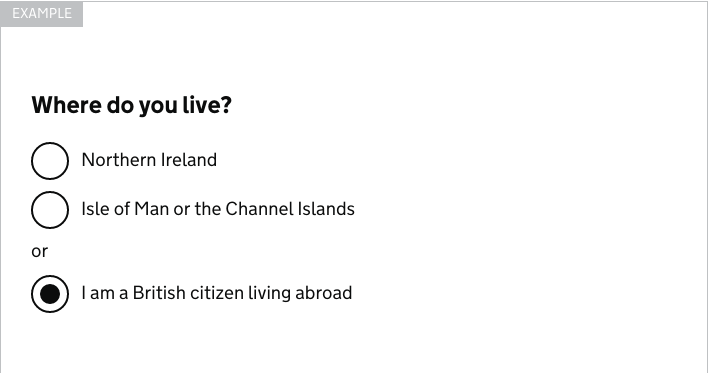 EXAMPLE
Where do you live?
Northern Ireland
Isle of Man or the Channel Islands
or
I am a British citizen living abroad